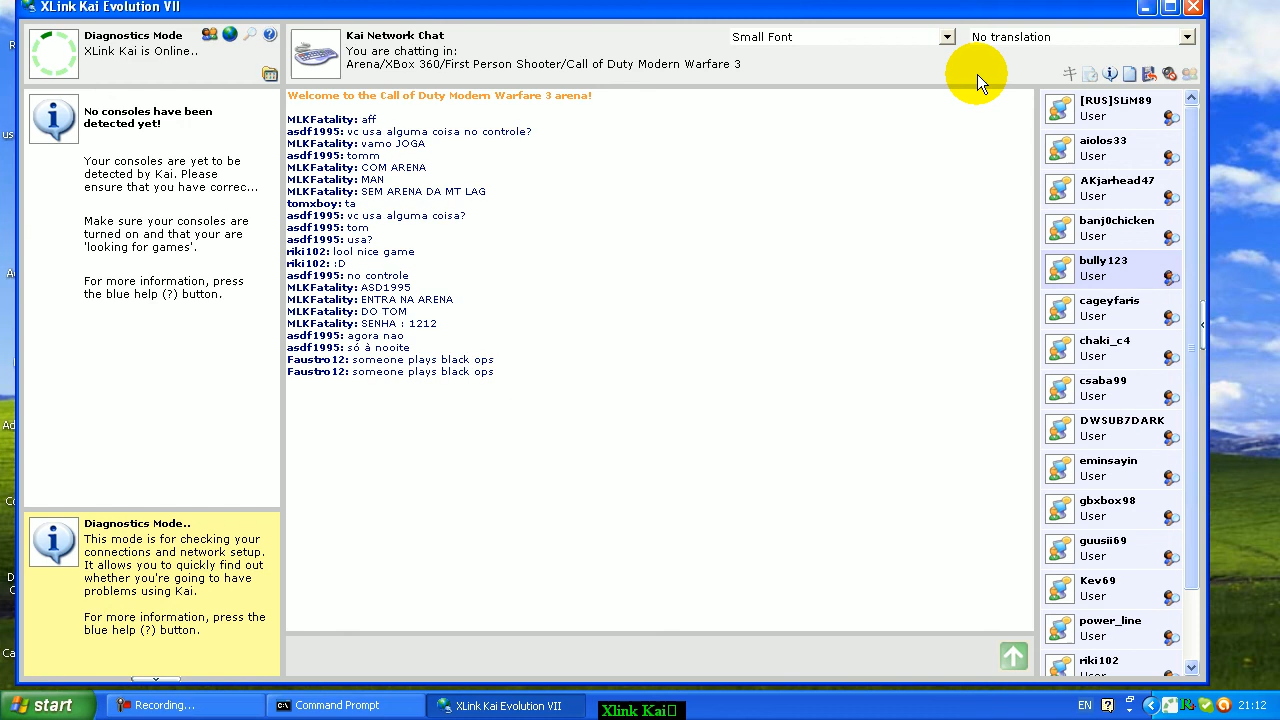 XLink Kai Evolution VII
Diagnostics Mode
XLink Kai is Online..
No consoles have been
detected yet!
Your consoles are yet to be
detected by Kai. Please
ensure that you have correc...
Make sure your consoles are
turned on and that your are
'looking for games'.
For more information, press
the blue help (?) button.
Diagnostics Mode..
This mode is for checking your
connections and network setup.
It allows you to quickly find out
whether you're going to have
problems using Kai.
For more information, press the
blue help (?) button.
Kai Network Chat
You are chatting in:
Arena/XBox 360/First Person Shooter/Call of Duty Modern Warfare 3
Small Font
No translation
Welcome to the Call of Duty Modern Warfare 3 arena!
MLKFatality: aff
asdf1995: vc usa alguma coisa no controle?
MLKFatality: vamo JOGA
asdf1995: tomm
MLKFatality: COM ARENA
MLKFatality: MAN
MLKFatality: SEM ARENA DA MT LAG
tomxboy: ta
asdf1995: vc usa alguma coisa?
asdf1995: tom
asdf1995: usa?
riki102: lool nice game
riki102: :D
asdf1995: no controle
MLKFatality: ASD1995
MLKFatality: ENTRA NA ARENA
MLKFatality: DO TOM
MLKFatality: SENHA : 1212
asdf1995: agora nao
asdf1995: só à nooite
Faustro12: someone plays black ops
Faustro12: someone plays black ops
[RUS]SLiM89
User
aiolos33
User
AKjarhead47
User
banj0chicken
User
bully123
User
cageyfaris
User
chaki_c4
User
csaba99
User
DWSUB7DARK
User
eminsayin
User
gbxbox98
User
guusii69
User
Kev69
User
power_line
User
riki102
start
Recording...
Command Prompt
XLink Kai Evolution VII
Xlink Kai
EN
21:12